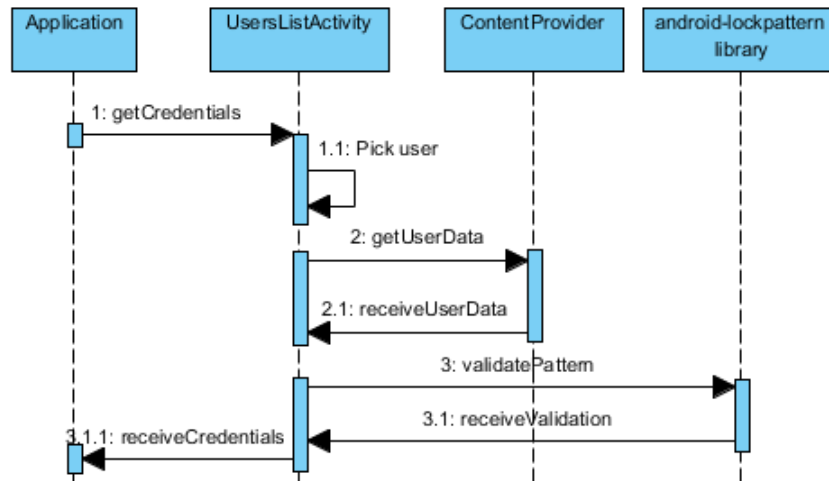 Application
UsersListActivity
ContentProvider
android-lockpattern
library
1: getCredentials
1.1: Pick user
2: getUserData
2.1: receiveUserData
3: validatePattern
3.1: receiveValidation
3.1.1: receiveCredentials